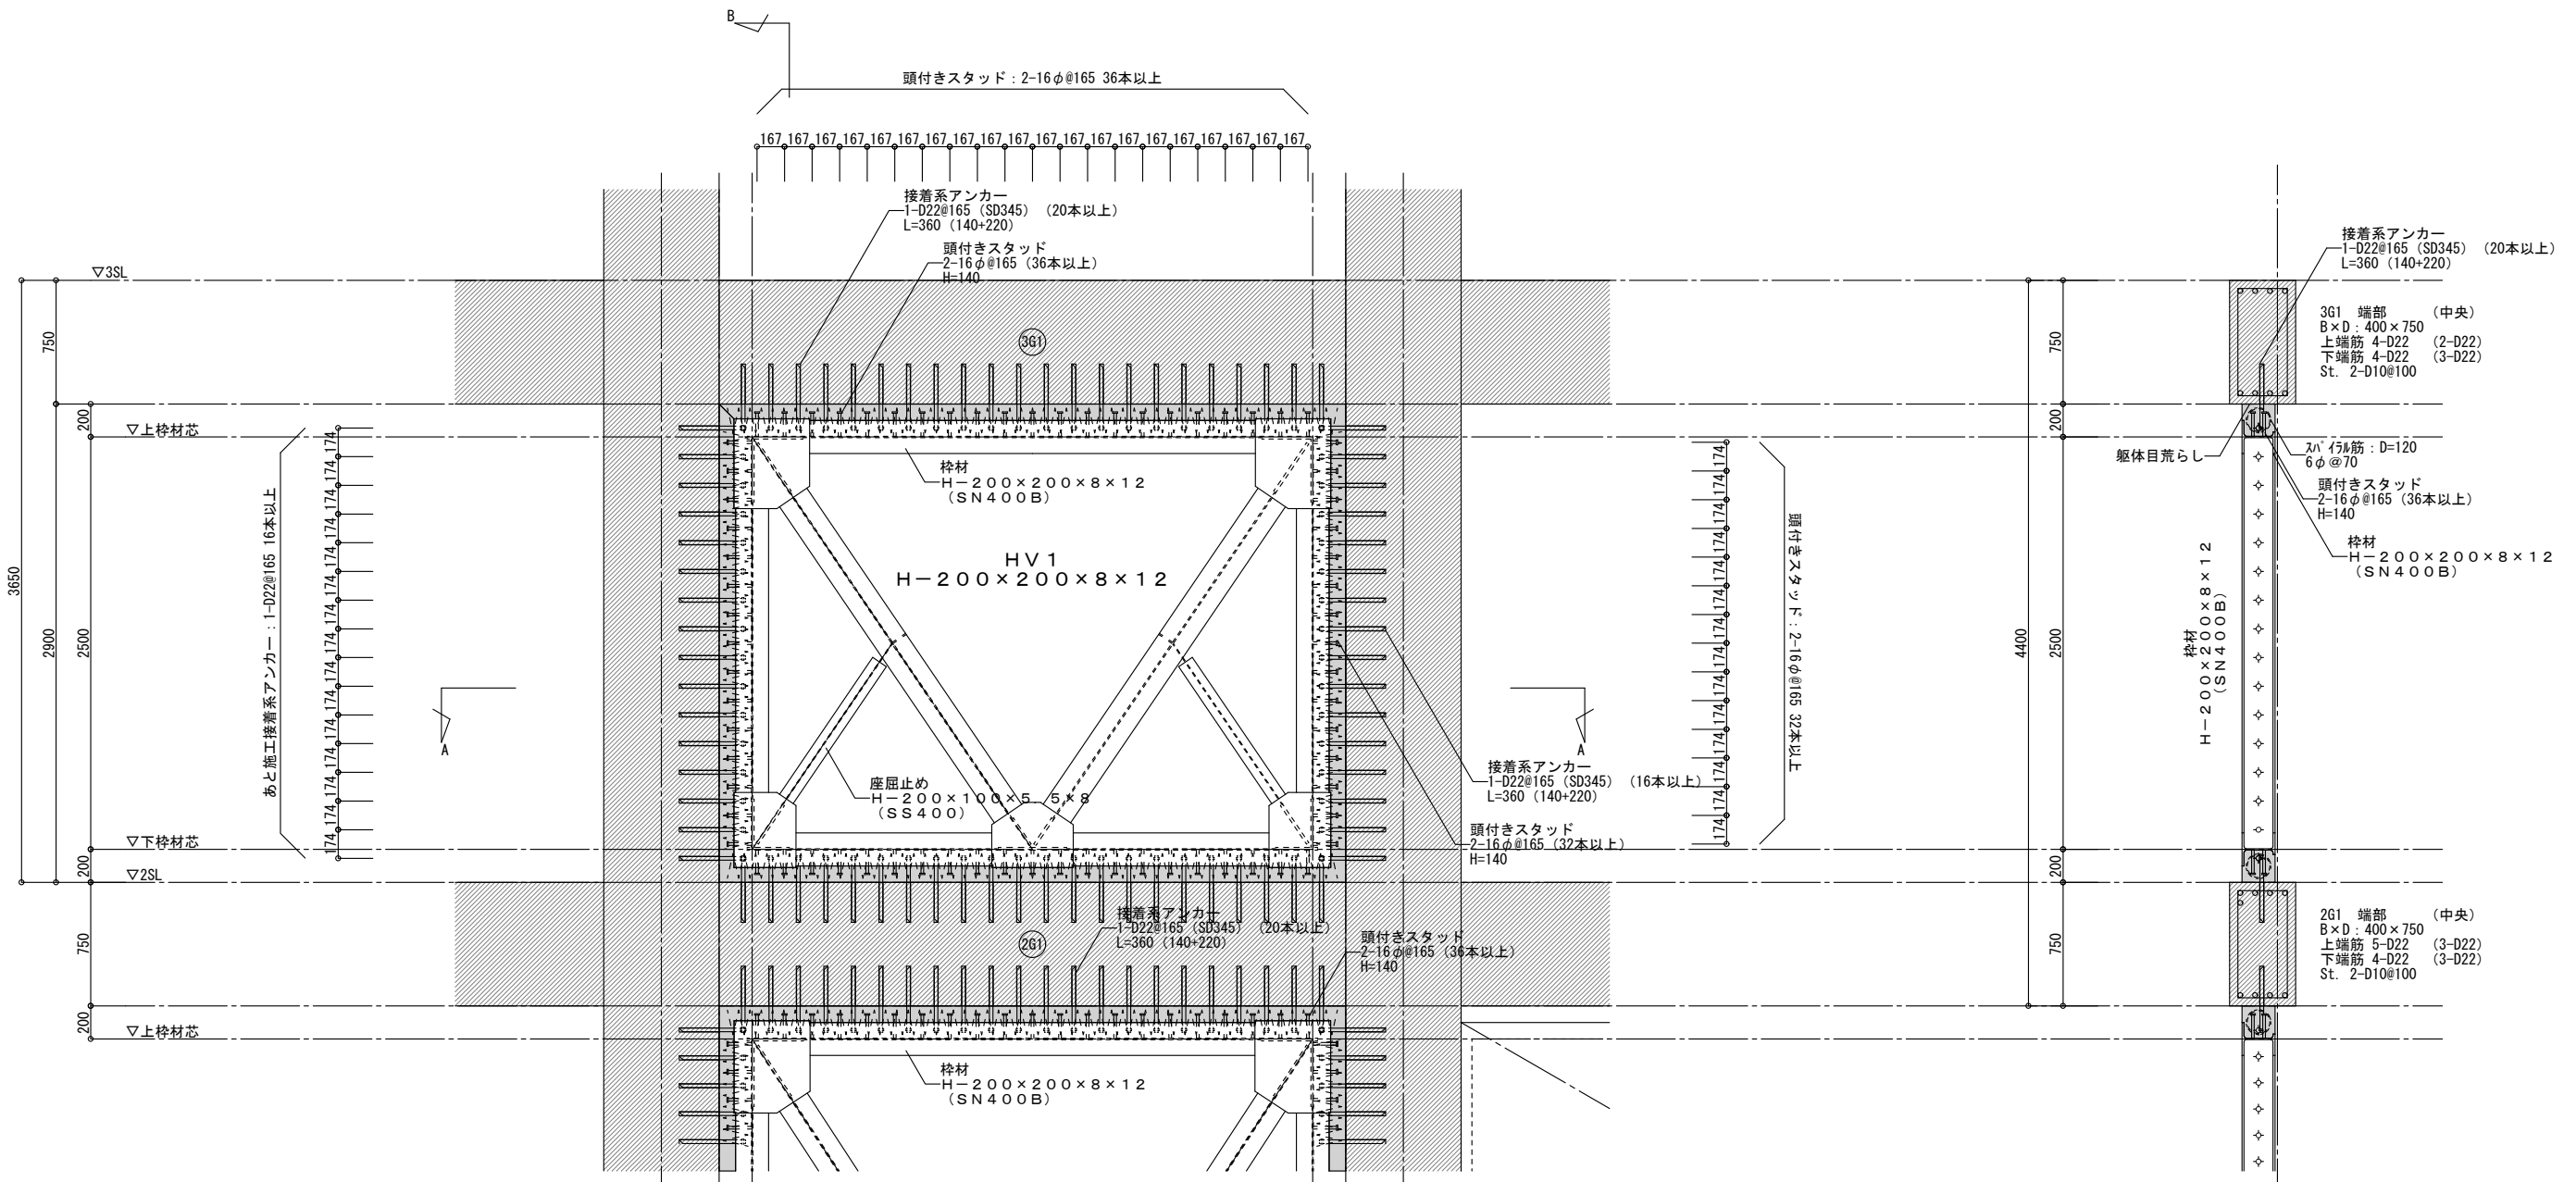 B
頭付きスタッド：2-16φ@165 36本以上
167 167 167 167 167 167 167 167 167 167 167 167 167 167 167 167 167 167 167 167
接着系アンカー
1-D22@165（SD345）（20本以上）
L=360（140+220）
頭付きスタッド
2-16φ@165（36本以上）
H=140
▽3SL
3G1
▽上枠材芯
枠材
H－200×200×8×12
（SN400B）
HV1
H－200×200×8×12
座屈止め
H－200×100×5.5×8
（SS400）
▽下枠材芯
▽2SL
▽上枠材芯
3650
750
2900
200
2500
200
750
200
あと施工接着系アンカー：1-D22@165 16本以上
174 174 174 174 174 174 174 174 174 174 174 174 174 174 174
A
A
174 174 174 174 174 174 174 174 174 174 174 174 174 174
頭付きスタッド：2-16φ@165 32本以上
接着系アンカー
1-D22@165（SD345）（16本以上）
L=360（140+220）
頭付きスタッド
2-16φ@165（32本以上）
H=140
接着系アンカー
1-D22@165（SD345）（20本以上）
L=360（140+220）
2G1
頭付きスタッド
2-16φ@165（36本以上）
H=140
枠材
H－200×200×8×12
（SN400B）
4400
750
200
2500
200
750
接着系アンカー
1-D22@165（SD345）（20本以上）
L=360（140+220）
3G1 端部 （中央）
B×D：400×750
上端筋 4-D22 （2-D22）
下端筋 4-D22 （3-D22）
St. 2-D10@100
躯体目荒らし
ｽﾊﾟｲﾗﾙ筋：D=120
6φ@70
頭付きスタッド
2-16φ@165（36本以上）
H=140
枠材
H－200×200×8×12
（SN400B）
枠材
H－200×200×8×12
（SN400B）
2G1 端部 （中央）
B×D：400×750
上端筋 5-D22 （3-D22）
下端筋 4-D22 （3-D22）
St. 2-D10@100